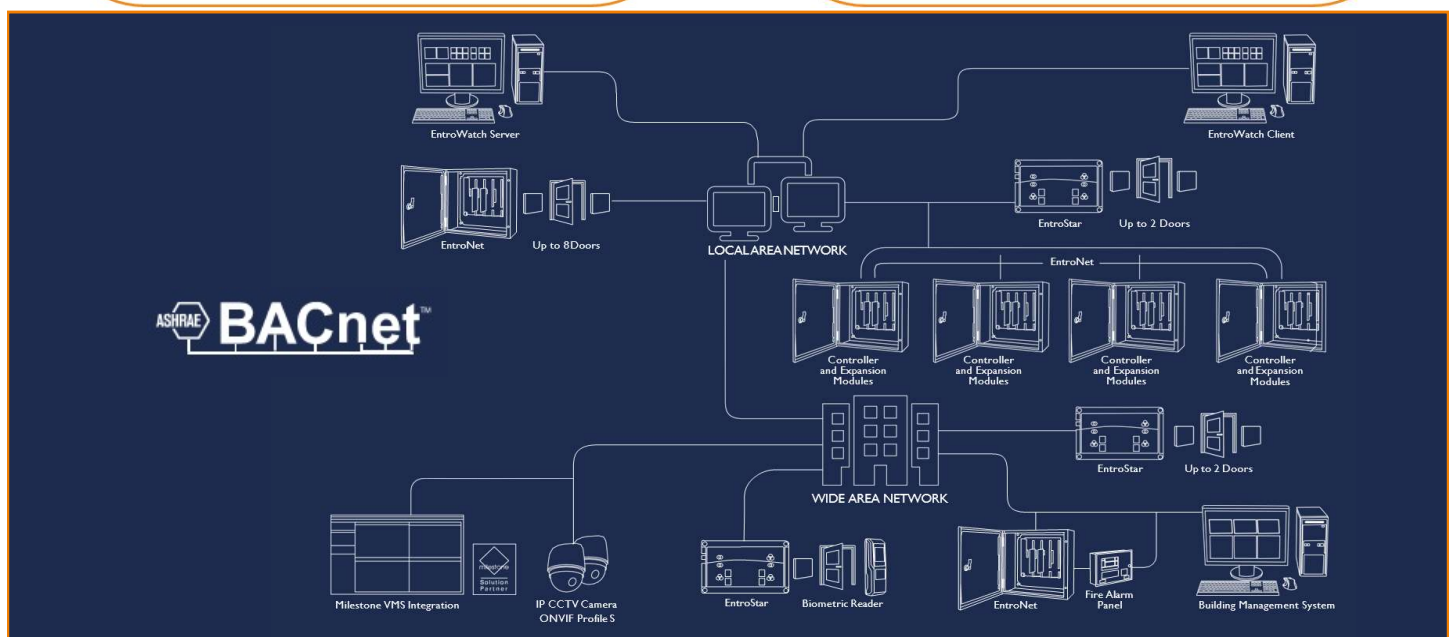 EntroWatch Server
EntroWatch Client
EntroNet
Up to 8Doors
EntroStar
Up to 2 Doors
LOCAL AREA NETWORK
EntroNet
ASHRAE BACnet™
Controller
and Expansion
Modules
Controller
and Expansion
Modules
Controller
and Expansion
Modules
Controller
and Expansion
Modules
EntroStar
Up to 2 Doors
WIDE AREA NETWORK
milestone
Solution
Partner
Milestone VMS Integration
IP CCTV Camera
ONVIF Profile S
EntroStar
Biometric Reader
EntroNet
Fire Alarm
Panel
Building Management System